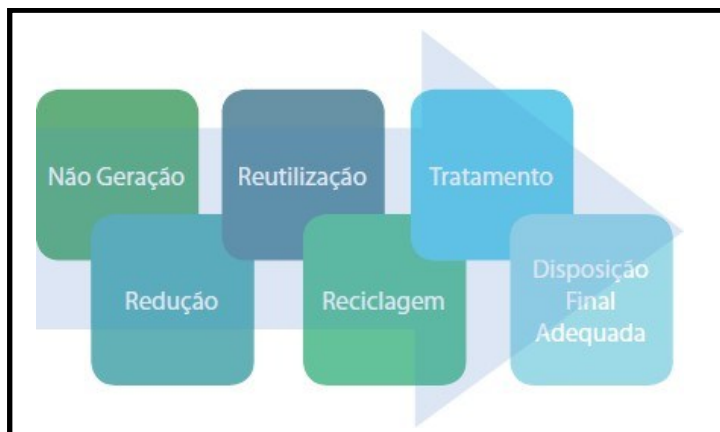 Não Geração
Redução
Reutilização
Reciclagem
Tratamento
Disposição
Final
Adequada